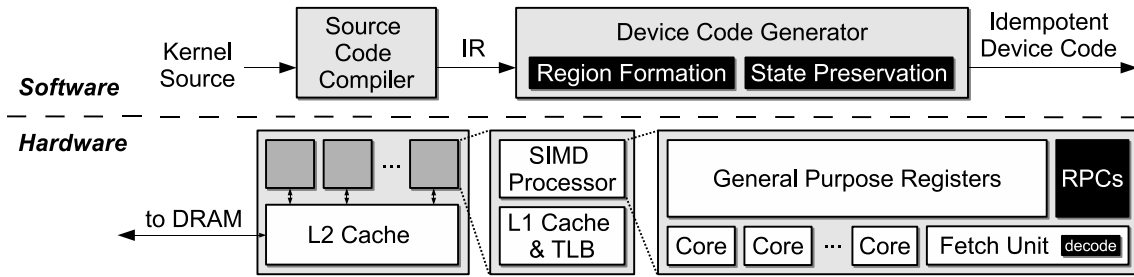 Kernel
Source
Source
Code
Compiler
IR
Device Code Generator
Region Formation
State Preservation
Idempotent
Device Code
Software
Hardware
...
to DRAM
L2 Cache
SIMD
Processor
L1 Cache
& TLB
General Purpose Registers
RPCs
Core
Core
...
Core
Fetch Unit
decode